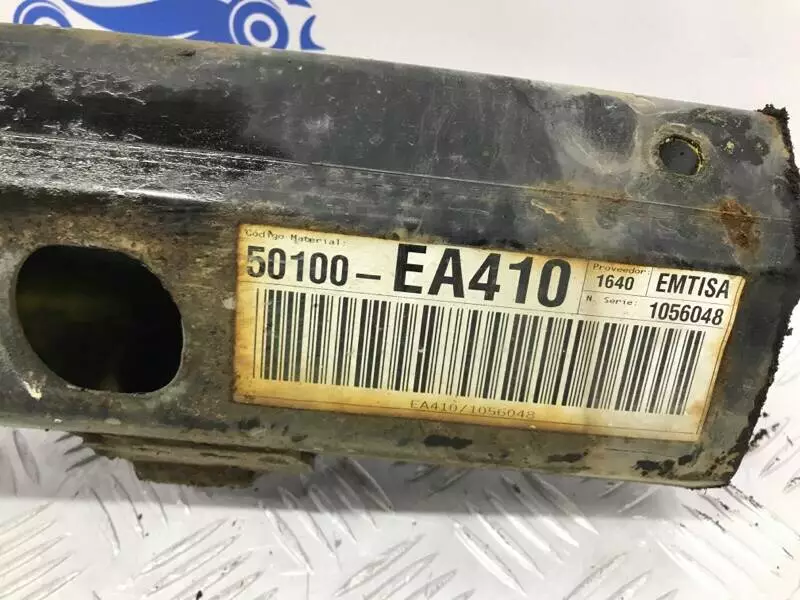 Código Material:
50100-EA410
Proveedor:
1640
EMTISA
N. Serie:
1056048
EA410/1056048